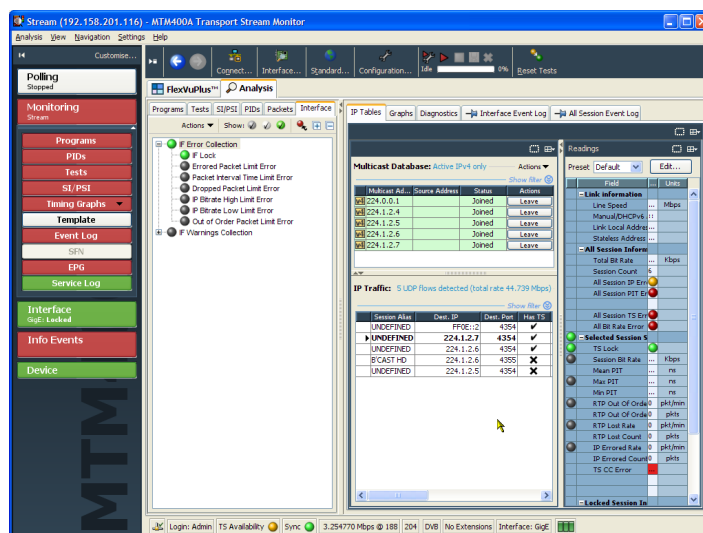 Stream (192.158.201.116) - MTM400A Transport Stream Monitor
Analysis View Navigation Settings Help
Customise...
Polling
Stopped
Monitoring
Stream
Programs
PIDs
Tests
SI/PSI
Timing Graphs
Template
Event Log
SFN
EPG
Service Log
Interface
GigE: Locked
Info Events
Device
MTM4
Connect...
Interface...
Standard...
Configuration...
Idle
0%
Reset Tests
FlexVuPlus™
Analysis
Programs Tests SI/PSI PIDs Packets Interface
Actions
Show:
IF Error Collection
IF Lock
Errored Packet Limit Error
Packet Interval Time Limit Error
Dropped Packet Limit Error
IP Bitrate High Limit Error
IP Bitrate Low Limit Error
Out of Order Packet Limit Error
IF Warnings Collection
IP Tables Graphs Diagnostics Interface Event Log All Session Event Log
Multicast Database: Active IPv4 only Actions
Show filter
Multicast Ad... Source Address Status Actions
224.0.0.1 Joined Leave
224.1.2.4 Joined Leave
224.1.2.5 Joined Leave
224.1.2.6 Joined Leave
224.1.2.7 Joined Leave
IP Traffic: 5 UDP flows detected (total rate 44.739 Mbps)
Show filter
Session Alias Dest. IP Dest. Port Has TS
UNDEFINED FF0E::2 4354
UNDEFINED 224.1.2.7 4354
UNDEFINED 224.1.2.6 4354
B'CAST HD 224.1.2.6 4355
UNDEFINED 224.1.2.5 4354
Readings
Preset Default Edit...
Field ... Units
Link information
Line Speed ... Mbps
Manual/DHCPv6 . ::
Link Local Addres ...
Stateless Address ...
All Session Inform
Total Bit Rate ... Kbps
Session Count 6
All Session IP Err
All Session PIT Er
All Session TS Err
All Bit Rate Error
Selected Session S
TS Lock
Session Bit Rate ... Kbps
Mean PIT ... ns
Max PIT ... ns
Min PIT ... ns
RTP Out Of Orde 0 pkt/min
RTP Out Of Orde 0 pkts
RTP Lost Rate 0 pkt/min
RTP Lost Count 0 pkts
IP Errored Rate 0 pkt/min
IP Errored Count 0 pkts
TS CC Error ...
Locked Session In
Login: Admin TS Availability Sync 3.254770 Mbps @ 188 204 DVB No Extensions Interface: GigE